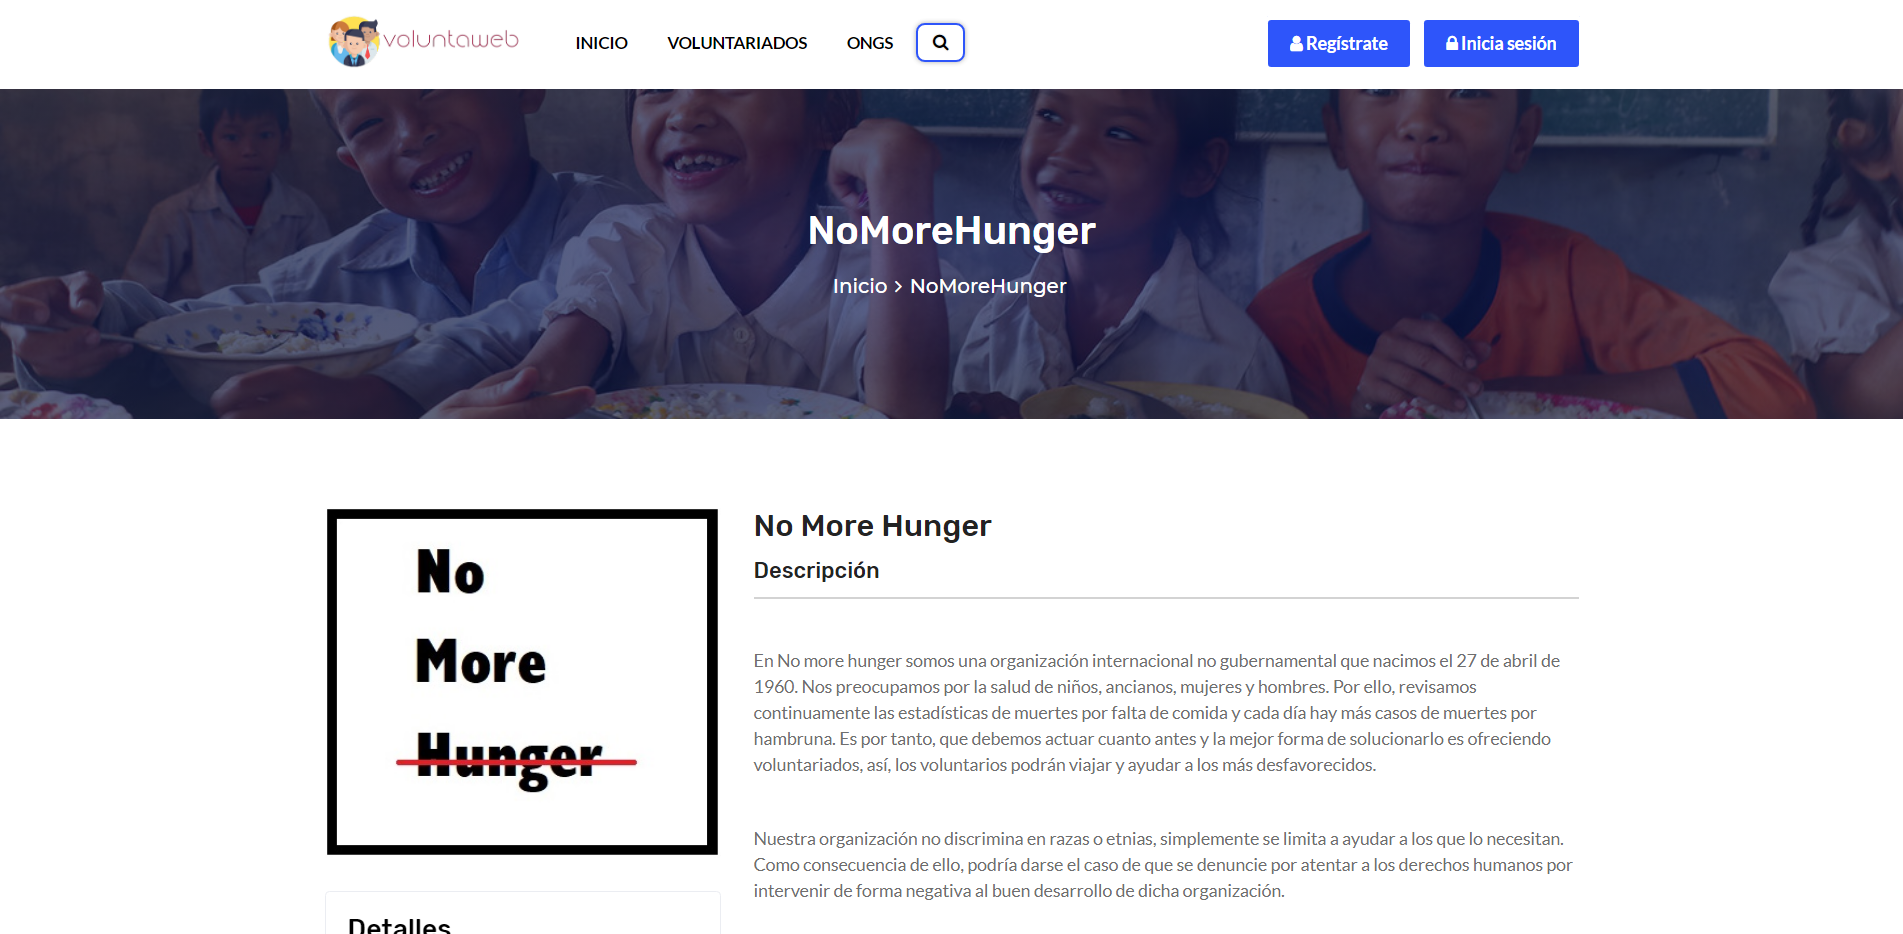 voluntaweb
INICIO
VOLUNTARIADOS
ONGS
Regístrate
Inicia sesión
NoMoreHunger
Inicio > NoMoreHunger
No
More
Hunger
No More Hunger
Descripción
En No more hunger somos una organización internacional no gubernamental que nacimos el 27 de abril de
1960. Nos preocupamos por la salud de niños, ancianos, mujeres y hombres. Por ello, revisamos
continuamente las estadísticas de muertes por falta de comida y cada día hay más casos de muertes por
hambruna. Es por tanto, que debemos actuar cuanto antes y la mejor forma de solucionarlo es ofreciendo
voluntariados, así, los voluntarios podrán viajar y ayudar a los más desfavorecidos.
Nuestra organización no discrimina en razas o etnias, simplemente se limita a ayudar a los que lo necesitan.
Como consecuencia de ello, podría darse el caso de que se denuncie por atentar a los derechos humanos por
intervenir de forma negativa al buen desarrollo de dicha organización.
Detalles